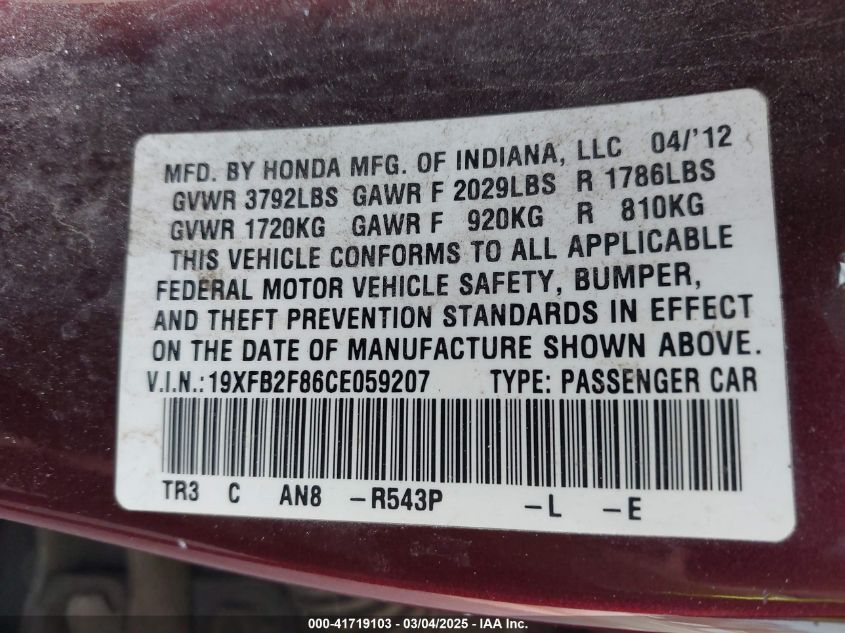 MFD. BY HONDA MFG. OF INDIANA, LLC 04/'12
GVWR 3792LBS GAWR F 2029LBS R 1786LBS
GVWR 1720KG GAWR F 920KG R 810KG
THIS VEHICLE CONFORMS TO ALL APPLICABLE
FEDERAL MOTOR VEHICLE SAFETY, BUMPER,
AND THEFT PREVENTION STANDARDS IN EFFECT
ON THE DATE OF MANUFACTURE SHOWN ABOVE.
V.I.N.:19XFB2F86CE059207 TYPE: PASSENGER CAR
TR3 C AN8 -R543P -L -E
000-41719103 - 03/04/2025 - IAA Inc.